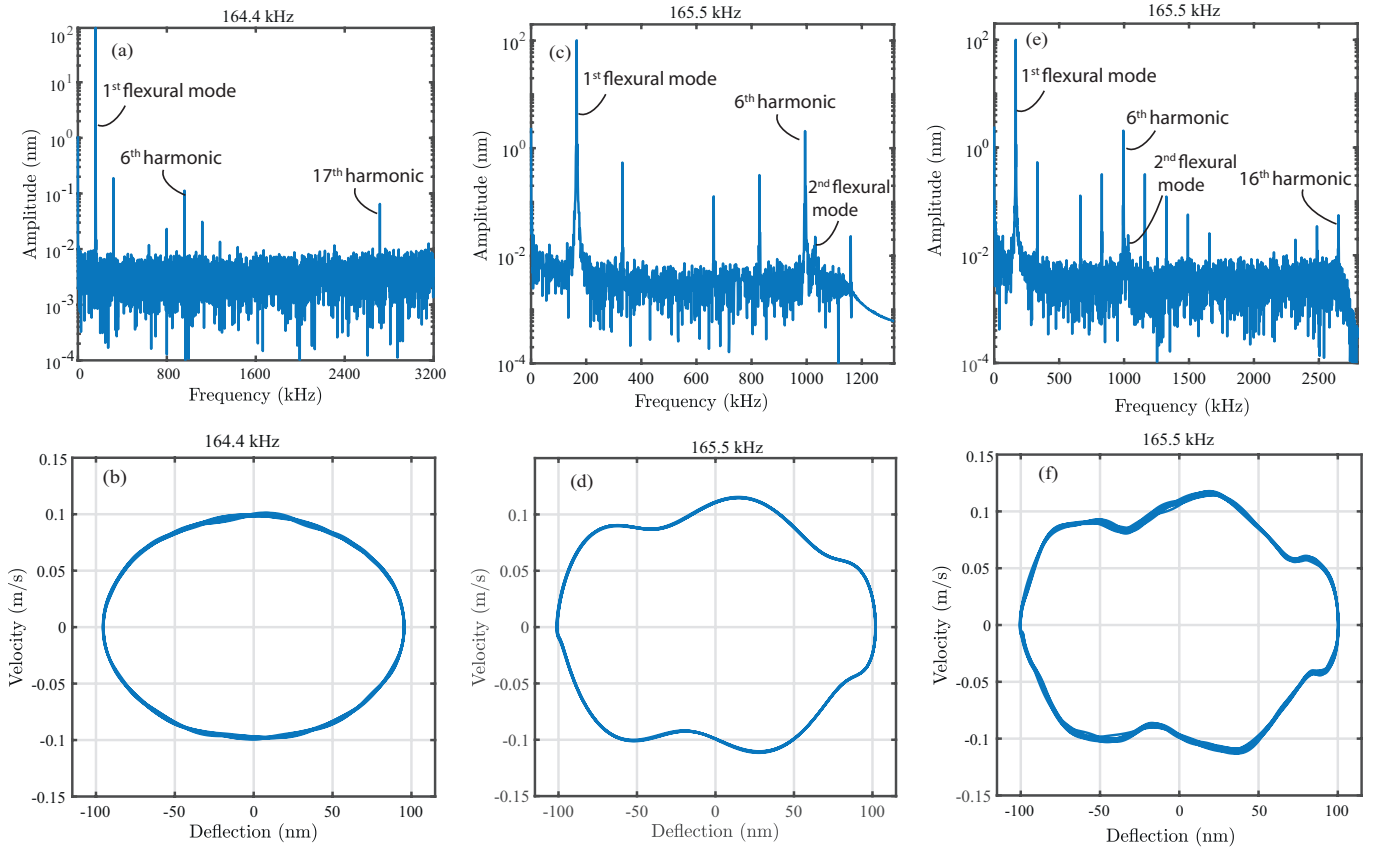 164.4 kHz
(a)
10^2
10^1
10^0
10^-1
10^-2
10^-3
10^-4
Amplitude (nm)
1st flexural mode
6th harmonic
17th harmonic
0 800 1600 2400 3200
Frequency (kHz)
165.5 kHz
(c)
10^2
10^0
10^-2
10^-4
Amplitude (nm)
1st flexural mode
6th harmonic
2nd flexural
mode
0 200 400 600 800 1000 1200
Frequency (kHz)
165.5 kHz
(e)
10^2
10^0
10^-2
10^-4
Amplitude (nm)
1st flexural mode
6th harmonic
2nd flexural
mode
16th harmonic
0 500 1000 1500 2000 2500
Frequency (kHz)
164.4 kHz
(b)
0.15
0.1
0.05
0
-0.05
-0.1
-0.15
Velocity (m/s)
-100 -50 0 50 100
Deflection (nm)
165.5 kHz
(d)
0.15
0.1
0.05
0
-0.05
-0.1
-0.15
Velocity (m/s)
-100 -50 0 50 100
Deflection (nm)
165.5 kHz
(f)
0.15
0.1
0.05
0
-0.05
-0.1
-0.15
Velocity (m/s)
-100 -50 0 50 100
Deflection (nm)